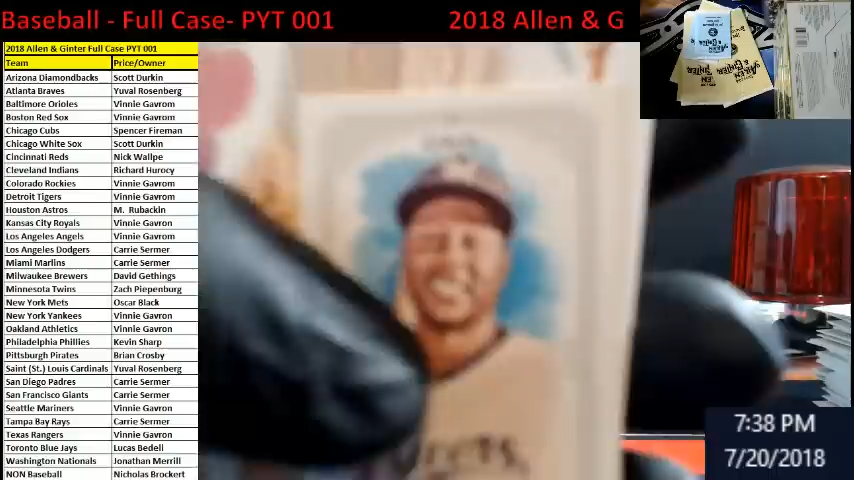 Baseball - Full Case- PYT 001 2018 Allen & G
2018 Allen & Ginter Full Case PYT 001
Team Price/Owner
Arizona Diamondbacks Scott Durkin
Atlanta Braves Yuval Rosenberg
Baltimore Orioles Vinnie Gavrom
Boston Red Sox Vinnie Gavrom
Chicago Cubs Spencer Fireman
Chicago White Sox Scott Durkin
Cincinnati Reds Nick Wallpe
Cleveland Indians Richard Hurocy
Colorado Rockies Vinnie Gavrom
Detroit Tigers Vinnie Gavrom
Houston Astros M. Rubackin
Kansas City Royals Vinnie Gavron
Los Angeles Angels Vinnie Gavrom
Los Angeles Dodgers Carrie Sermer
Miami Marlins Carrie Sermer
Milwaukee Brewers David Gethings
Minnesota Twins Zach Piepenburg
New York Mets Oscar Black
New York Yankees Vinnie Gavron
Oakland Athletics Vinnie Gavron
Philadelphia Phillies Kevin Sharp
Pittsburgh Pirates Brian Crosby
Saint (St.) Louis Cardinals Yuval Rosenberg
San Diego Padres Carrie Sermer
San Francisco Giants Carrie Sermer
Seattle Mariners Vinnie Gavron
Tampa Bay Rays Carrie Sermer
Texas Rangers Vinnie Gavron
Toronto Blue Jays Lucas Bedell
Washington Nationals Jonathan Merrill
NON Baseball Nicholas Brockert
7:38 PM
7/20/2018